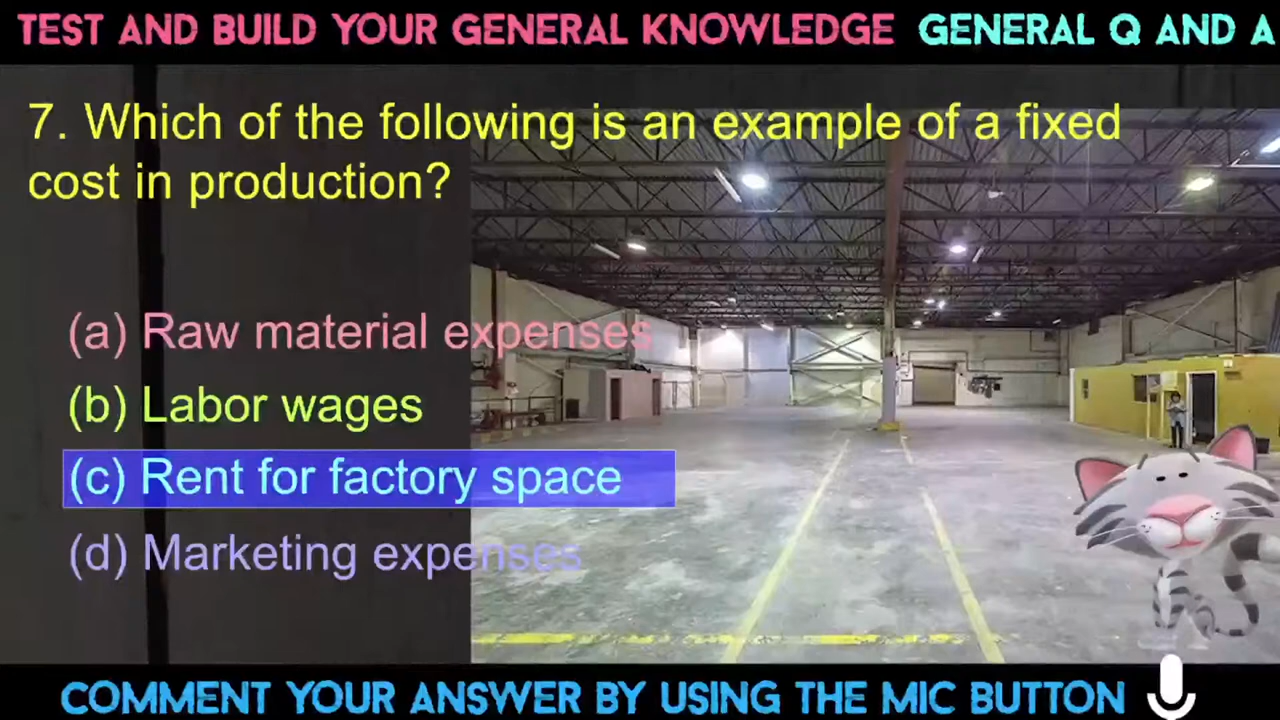 TEST AND BUILD YOUR GENERAL KNOWLEDGE GENERAL Q AND A
7. Which of the following is an example of a fixed
cost in production?
(a) Raw material expenses
(b) Labor wages
(c) Rent for factory space
(d) Marketing expenses
COMMENT YOUR ANSWER BY USING THE MIC BUTTON